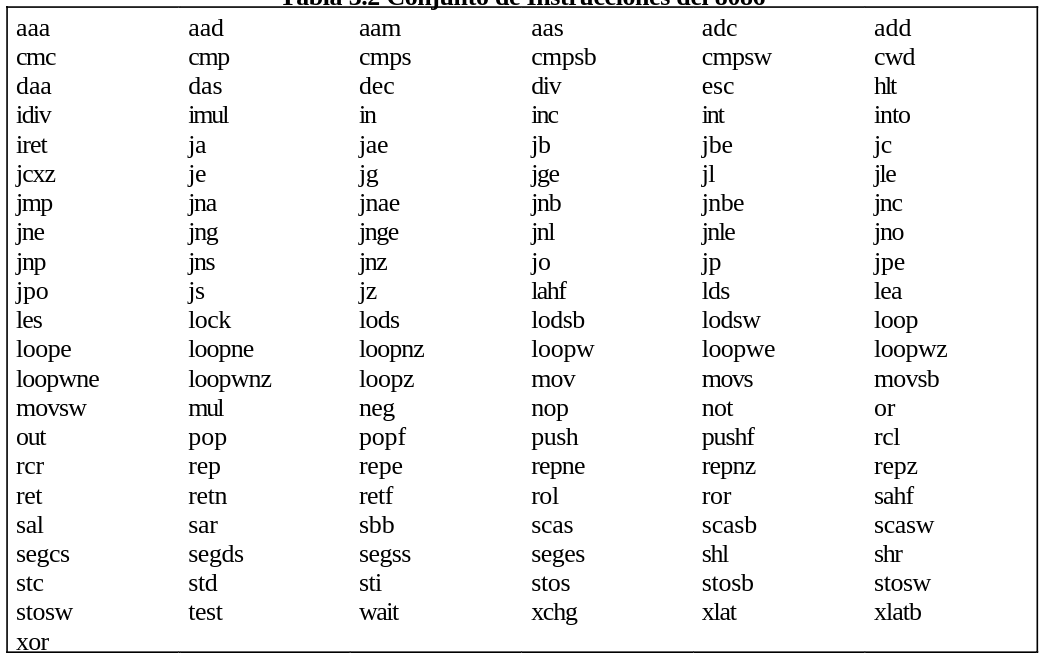 Tabla 3.2 Conjunto de Instrucciones del 8086
aaa aad aam aas adc add
cmc cmp cmps cmpsb cmpsw cwd
daa das dec div esc hlt
idiv imul in inc int into
iret ja jae jb jbe jc
jcxz je jg jge jl jle
jmp jna jnae jnb jnbe jnc
jne jng jnge jnl jnle jno
jnp jns jnz jo jp jpe
jpo js jz lahf lds lea
les lock lods lodsb lodsw loop
loope loopne loopnz loopw loopwe loopwz
loopwne loopwnz loopz mov movs movsb
movsw mul neg nop not or
out pop popf push pushf rcl
rcr rep repe repne repnz repz
ret retn retf rol ror sahf
sal sar sbb scas scasb scasw
segcs segds segss seges shl shr
stc std sti stos stosb stosw
stosw test wait xchg xlat xlatb
xor